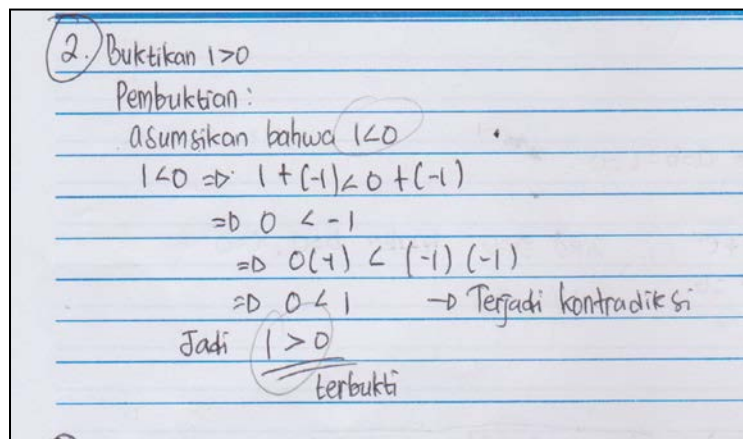 2. Buktikan 1>0
Pembuktian :
asumsikan bahwa 1<0
1<0 => 1+(-1)<0+(-1)
=> 0 < -1
=> 0(-1) < (-1)(-1)
=> 0<1 → Terjadi kontradiksi
Jadi 1 > 0
terbukti